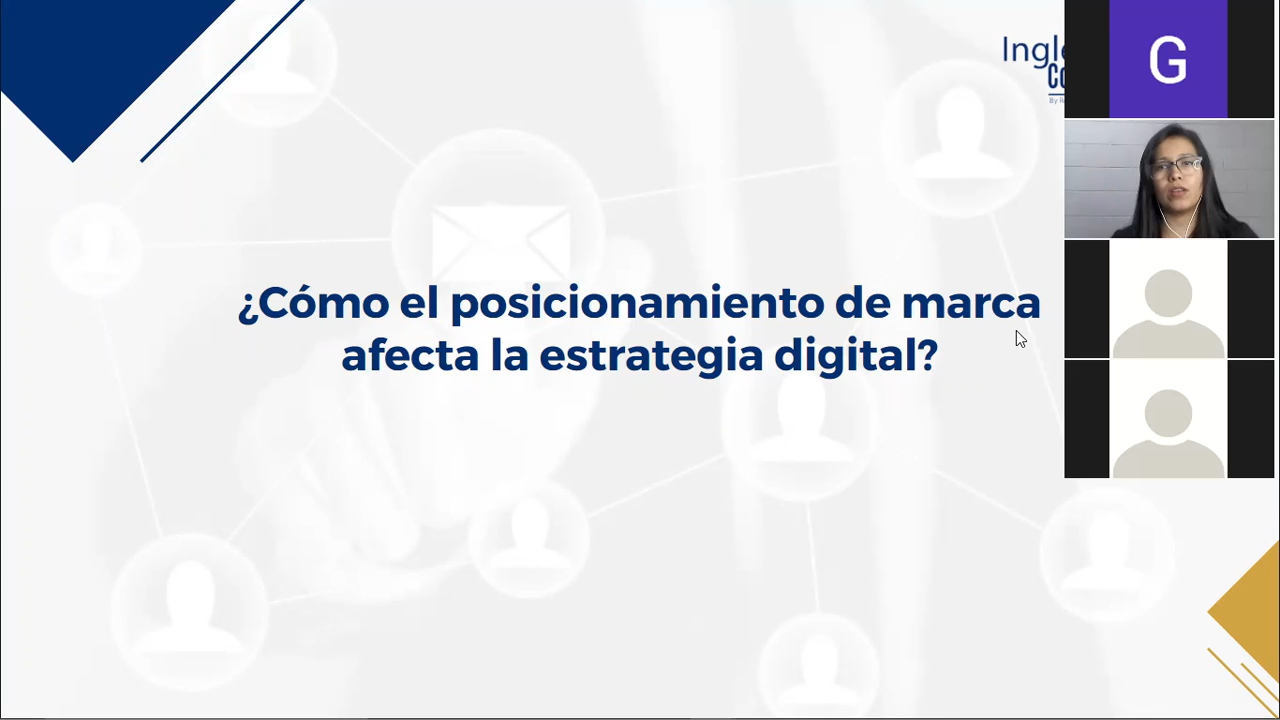 G
¿Cómo el posicionamiento de marca
afecta la estrategia digital?